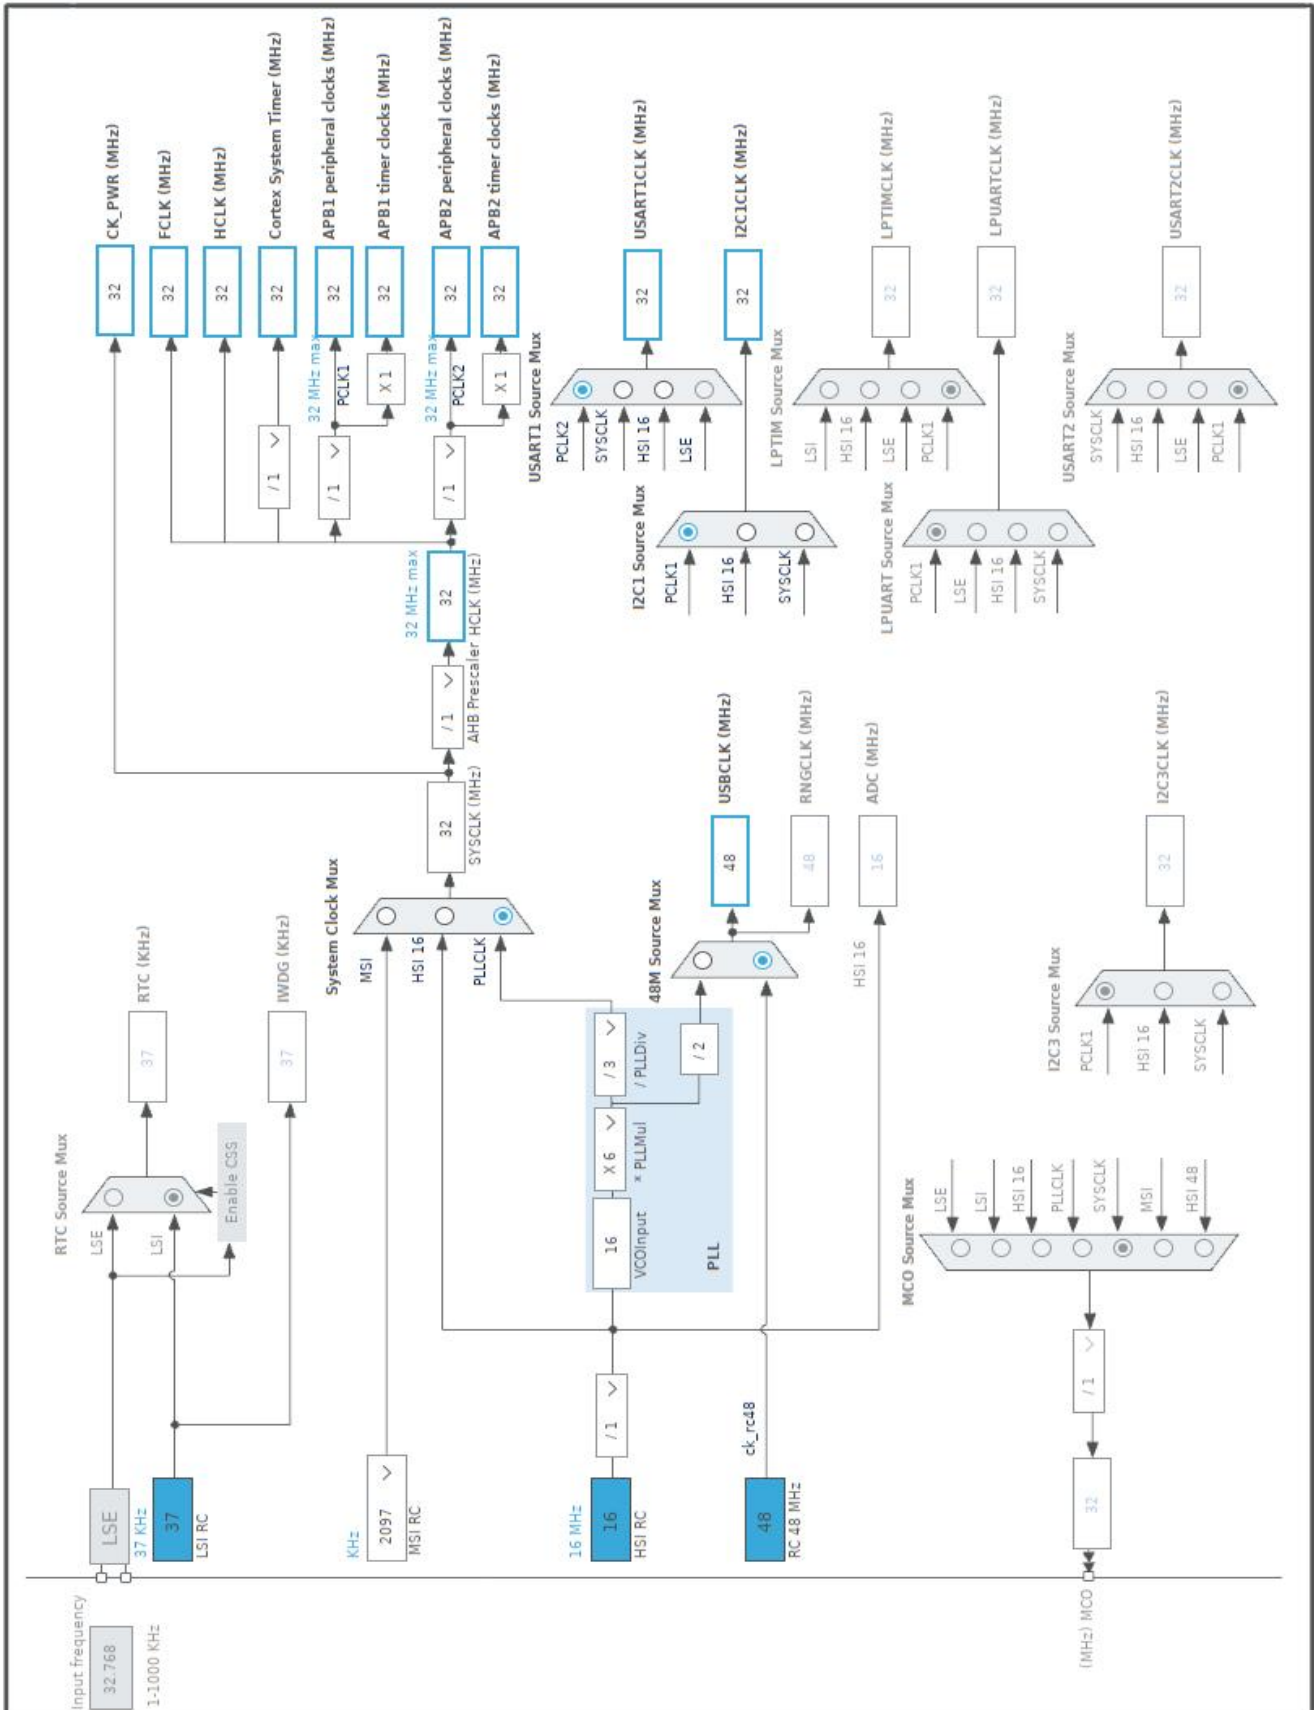 Input frequency
32.768
1-1000 KHz
LSE
37 KHz
37
LSI RC
RTC Source Mux
LSE
LSI
Enable CSS
37
RTC (KHz)
37
IWDG (KHz)
KHz
2097
MSI RC
16 MHz
16
HSI RC
/ 1
48
RC 48 MHz
ck_rc48
16
VCOInput
X 6
× PLLMul
/ 3
/ PLLDiv
/ 2
PLL
System Clock Mux
MSI
HSI 16
PLLCLK
32
SYSCLK (MHz)
/ 1
AHB Prescaler
32 MHz max
32
HCLK (MHz)
32
CK_PWR (MHz)
32
FCLK (MHz)
32
HCLK (MHz)
/ 1
32
Cortex System Timer (MHz)
/ 1
32 MHz max
PCLK1
32
APB1 peripheral clocks (MHz)
X 1
32
APB1 timer clocks (MHz)
/ 1
32 MHz max
PCLK2
32
APB2 peripheral clocks (MHz)
X 1
32
APB2 timer clocks (MHz)
48M Source Mux
48
USBCLK (MHz)
48
RNGCLK (MHz)
HSI 16
16
ADC (MHz)
USART1 Source Mux
PCLK2
SYSCLK
HSI 16
LSE
32
USART1CLK (MHz)
I2C1 Source Mux
PCLK1
HSI 16
SYSCLK
32
I2C1CLK (MHz)
LPTIM Source Mux
LSI
HSI 16
LSE
PCLK1
32
LPTIMCLK (MHz)
LPUART Source Mux
PCLK1
LSE
HSI 16
SYSCLK
32
LPUARTCLK (MHz)
USART2 Source Mux
SYSCLK
HSI 16
LSE
PCLK1
32
USART2CLK (MHz)
I2C3 Source Mux
PCLK1
HSI 16
SYSCLK
32
I2C3CLK (MHz)
MCO Source Mux
LSE
LSI
HSI 16
PLLCLK
SYSCLK
MSI
HSI 48
/ 1
32
(MHz) MCO